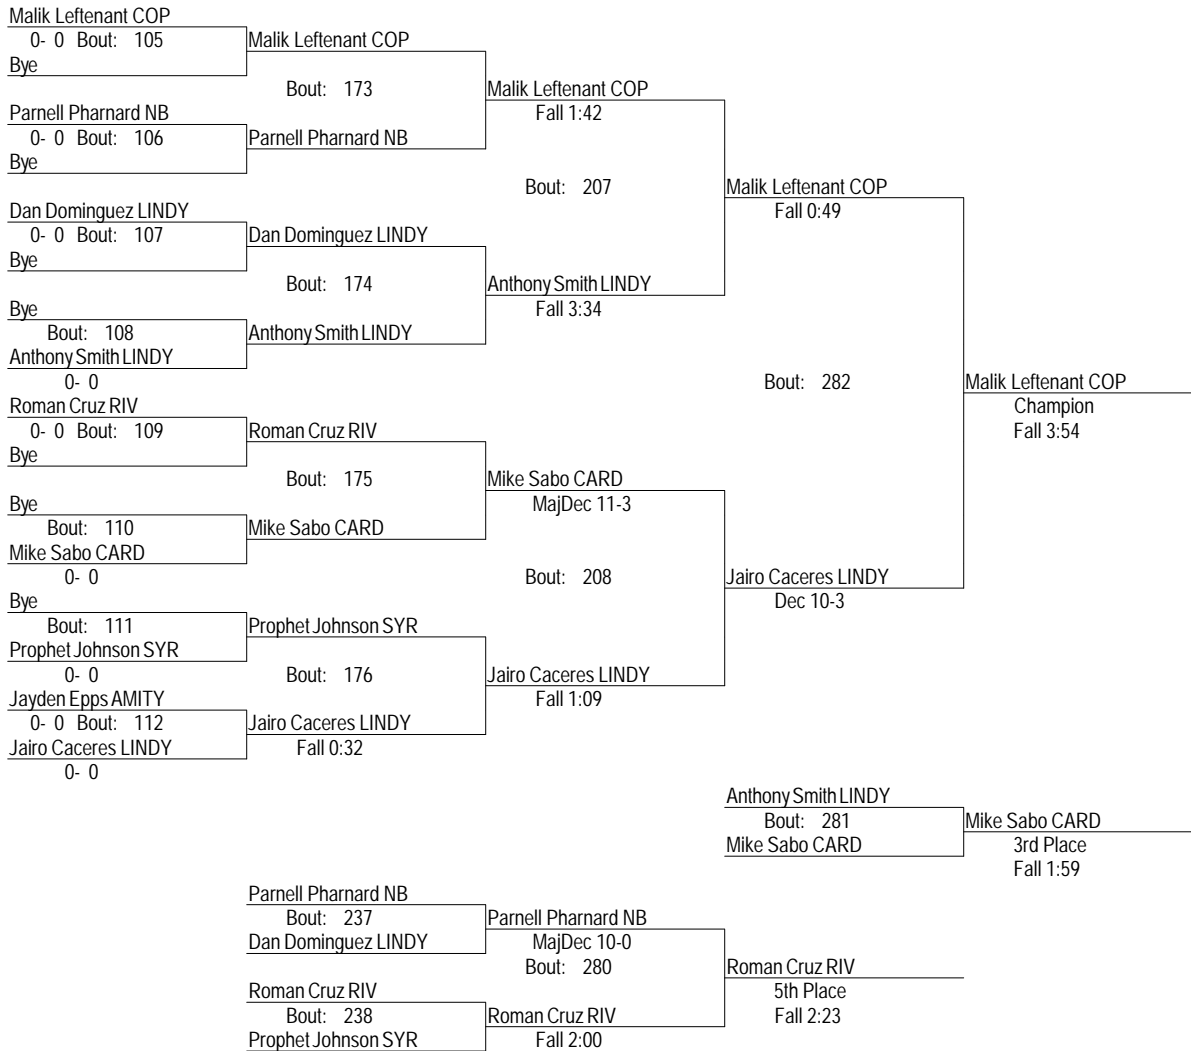 Malik Leftenant COP
0- 0 Bout: 105
Bye
Parnell Pharnard NB
0- 0 Bout: 106
Bye
Dan Dominguez LINDY
0- 0 Bout: 107
Bye
Bye
Bout: 108
Anthony Smith LINDY
0- 0
Roman Cruz RIV
0- 0 Bout: 109
Bye
Bye
Bout: 110
Mike Sabo CARD
0- 0
Bye
Bout: 111
Prophet Johnson SYR
0- 0
Jayden Epps AMITY
0- 0 Bout: 112
Jairo Caceres LINDY
0- 0
Malik Leftenant COP
Bout: 173
Parnell Pharnard NB
Dan Dominguez LINDY
Bout: 174
Anthony Smith LINDY
Roman Cruz RIV
Bout: 175
Mike Sabo CARD
Prophet Johnson SYR
Bout: 176
Jairo Caceres LINDY
Fall 0:32
Malik Leftenant COP
Fall 1:42
Bout: 207
Anthony Smith LINDY
Fall 3:34
Mike Sabo CARD
MajDec 11-3
Bout: 208
Jairo Caceres LINDY
Fall 1:09
Malik Leftenant COP
Fall 0:49
Bout: 282
Jairo Caceres LINDY
Dec 10-3
Malik Leftenant COP
Champion
Fall 3:54
Anthony Smith LINDY
Bout: 281
Mike Sabo CARD
Mike Sabo CARD
3rd Place
Fall 1:59
Parnell Pharnard NB
Bout: 237
Dan Dominguez LINDY
Roman Cruz RIV
Bout: 238
Prophet Johnson SYR
Parnell Pharnard NB
MajDec 10-0
Bout: 280
Roman Cruz RIV
Fall 2:00
Roman Cruz RIV
5th Place
Fall 2:23